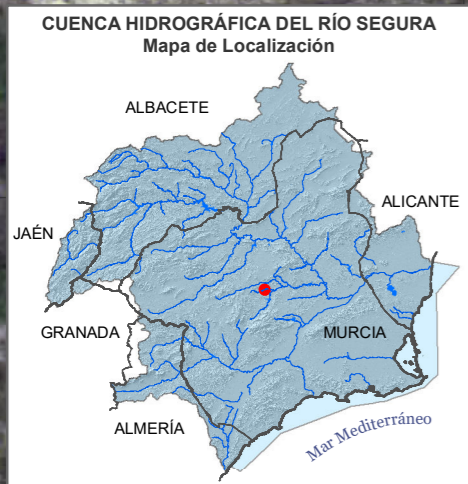 CUENCA HIDROGRÁFICA DEL RÍO SEGURA
Mapa de Localización
ALBACETE
ALICANTE
JAÉN
GRANADA
MURCIA
ALMERÍA
Mar Mediterráneo